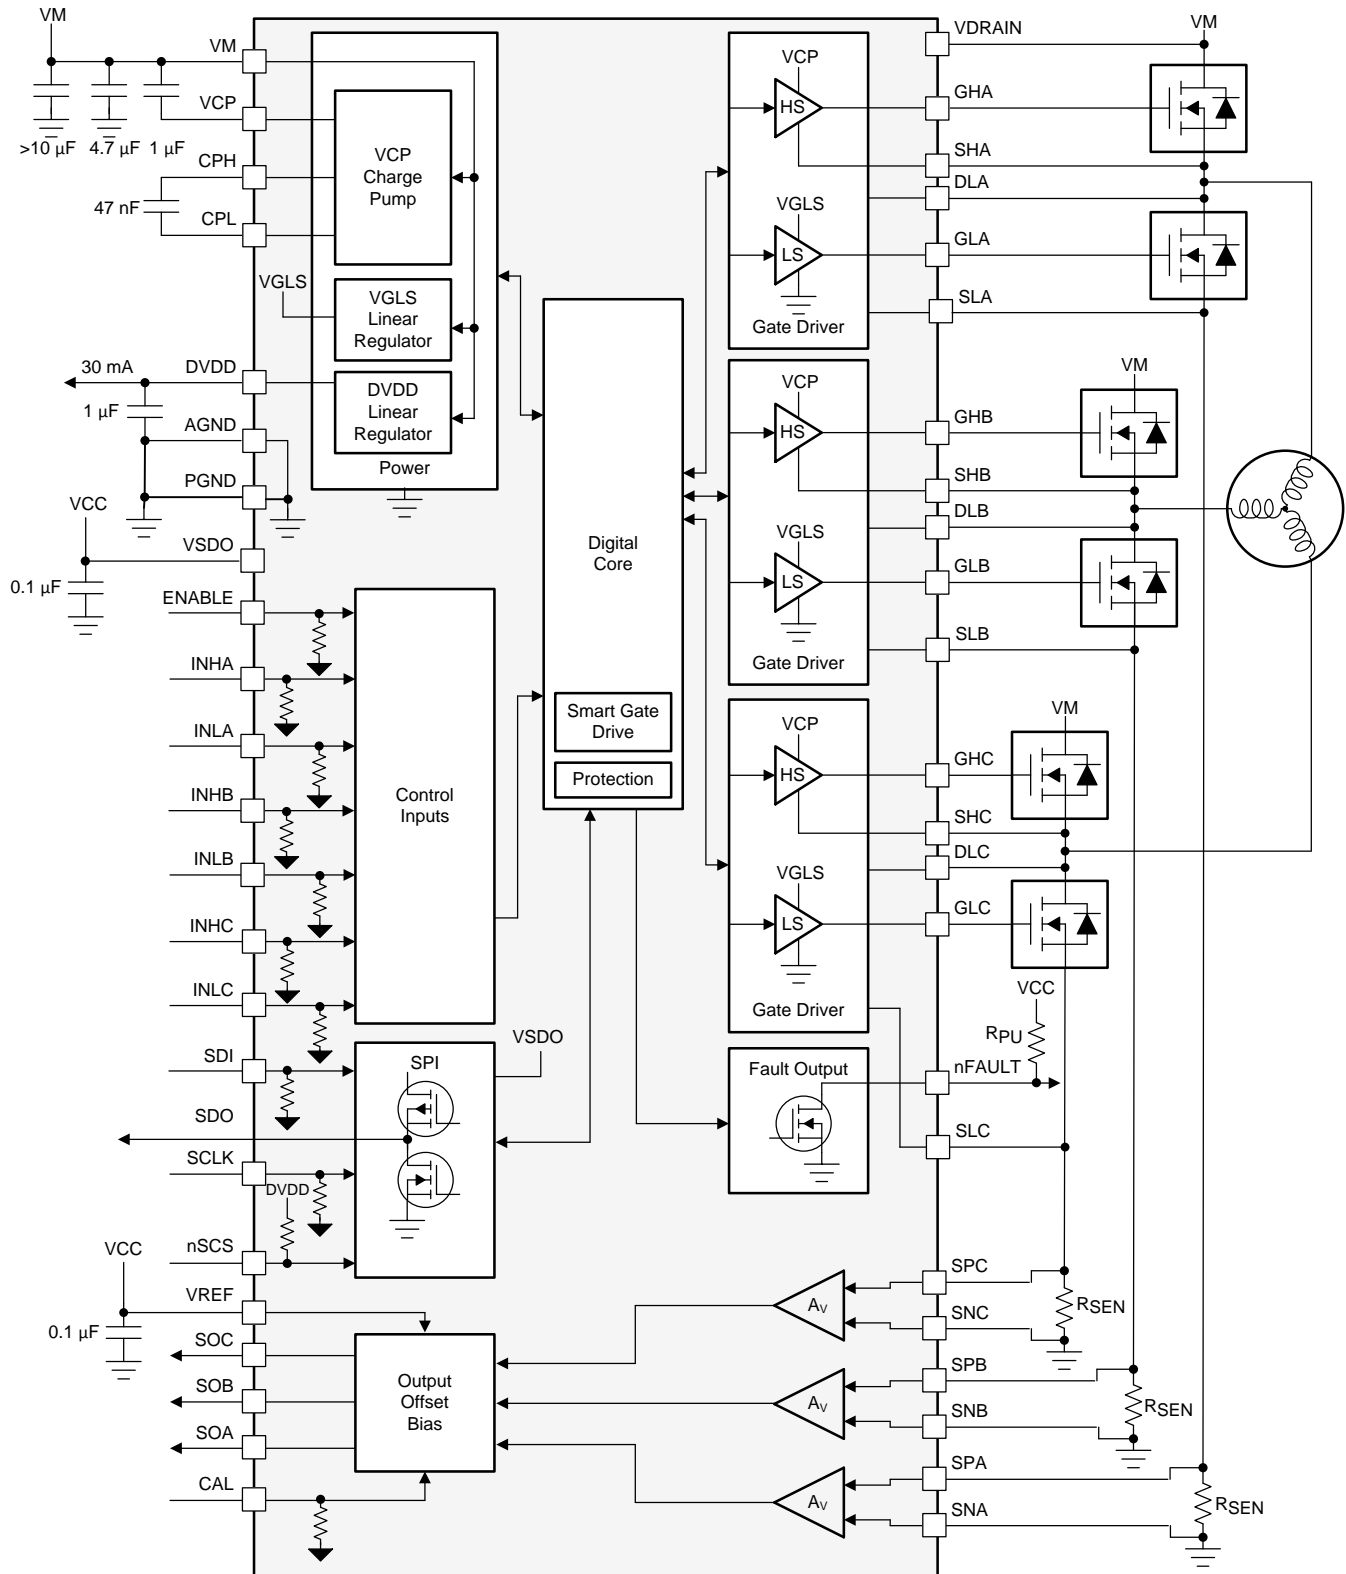 VM
VM
VCP
>10 µF
4.7 µF
1 µF
CPH
47 nF
CPL
VCP
Charge
Pump
VGLS
VGLS
Linear
Regulator
30 mA
DVDD
1 µF
DVDD
Linear
Regulator
AGND
Power
PGND
VCC
VSDO
0.1 µF
ENABLE
INHA
INLA
INHB
INLB
INHC
INLC
Control
Inputs
SDI
SDO
SCLK
DVDD
nSCS
SPI
VSDO
VCC
VREF
0.1 µF
SOC
SOB
SOA
CAL
Output
Offset
Bias
Digital
Core
Smart Gate
Drive
Protection
VCP
HS
VGLS
LS
Gate Driver
VCP
HS
VGLS
LS
Gate Driver
VCP
HS
VGLS
LS
Gate Driver
Fault Output
AV
AV
AV
VDRAIN
VM
GHA
SHA
DLA
GLA
SLA
VM
GHB
SHB
DLB
GLB
SLB
VM
GHC
SHC
DLC
GLC
VCC
RPU
nFAULT
SLC
SPC
RSEN
SNC
SPB
RSEN
SNB
SPA
RSEN
SNA